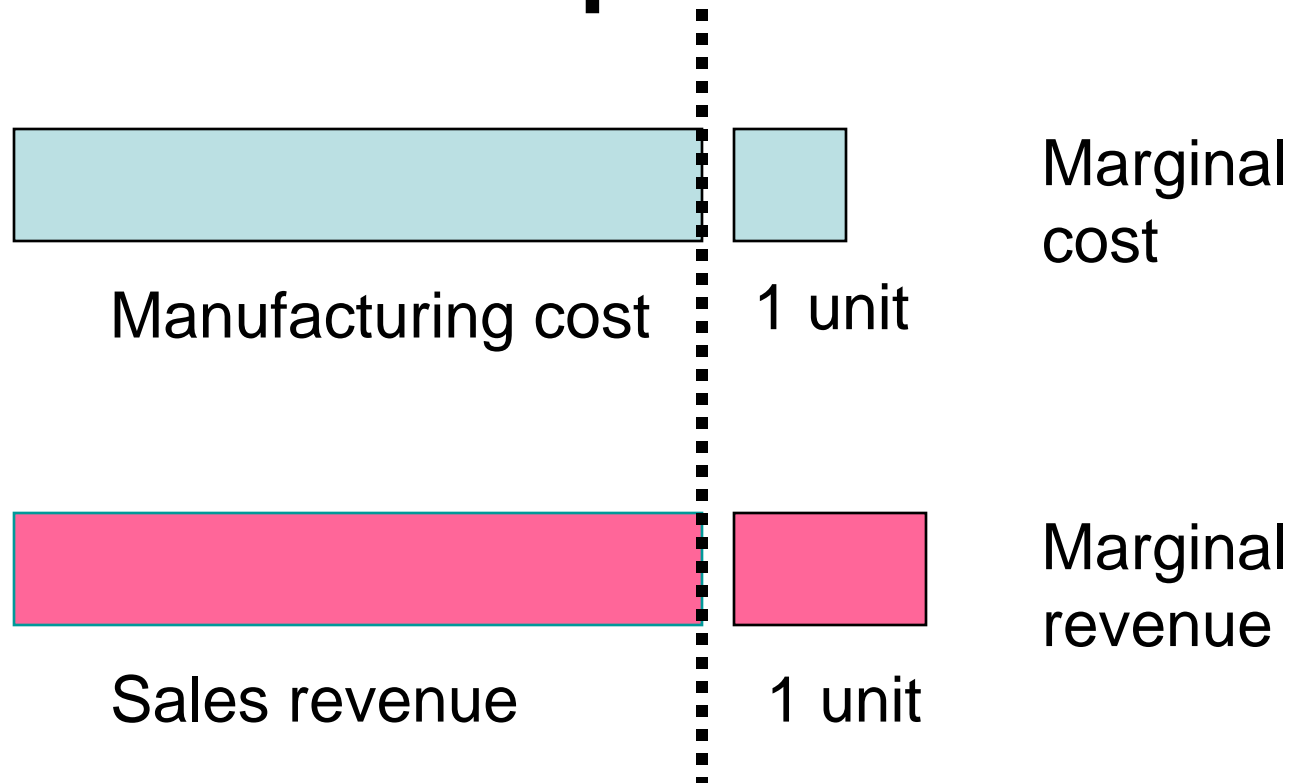 Marginal
cost
Manufacturing cost
1 unit
Marginal
revenue
Sales revenue
1 unit